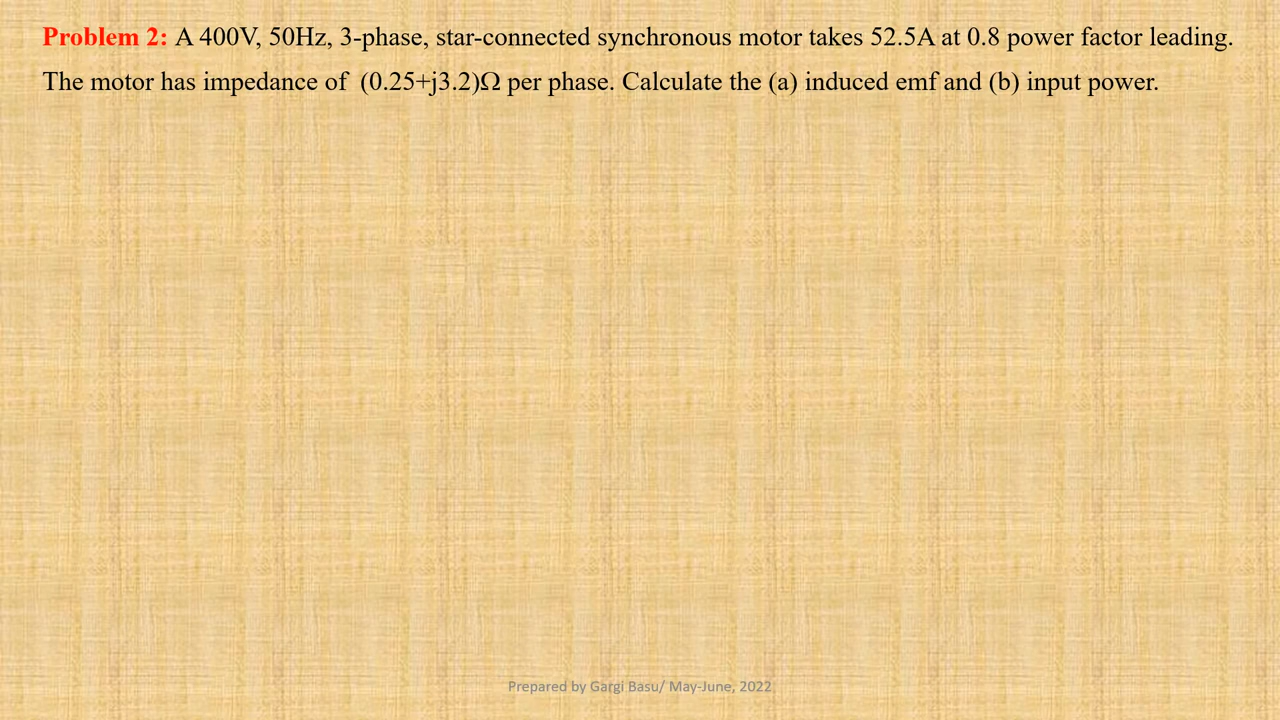 Problem 2: A 400V, 50Hz, 3-phase, star-connected synchronous motor takes 52.5A at 0.8 power factor leading.
The motor has impedance of (0.25+j3.2)Ω per phase. Calculate the (a) induced emf and (b) input power.
Prepared by Gargi Basu/ May-June, 2022